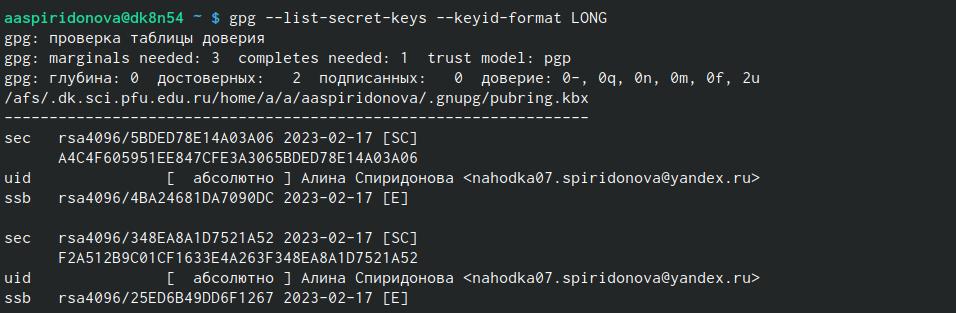 aaspiridonova@dk8n54 ~ $ gpg --list-secret-keys --keyid-format LONG
gpg: проверка таблицы доверия
gpg: marginals needed: 3  completes needed: 1  trust model: pgp
gpg: глубина: 0  достоверных:   2  подписанных:   0  доверие: 0-, 0q, 0n, 0m, 0f, 2u
/afs/.dk.sci.pfu.edu.ru/home/a/a/aaspiridonova/.gnupg/pubring.kbx
-----------------------------------------------------------------
sec   rsa4096/5BDED78E14A03A06 2023-02-17 [SC]
      A4C4F605951EE847CFE3A3065BDED78E14A03A06
uid               [  абсолютно ] Алина Спиридонова <nahodka07.spiridonova@yandex.ru>
ssb   rsa4096/4BA24681DA7090DC 2023-02-17 [E]

sec   rsa4096/348EA8A1D7521A52 2023-02-17 [SC]
      F2A512B9C01CF1633E4A263F348EA8A1D7521A52
uid               [  абсолютно ] Алина Спиридонова <nahodka07.spiridonova@yandex.ru>
ssb   rsa4096/25ED6B49DD6F1267 2023-02-17 [E]